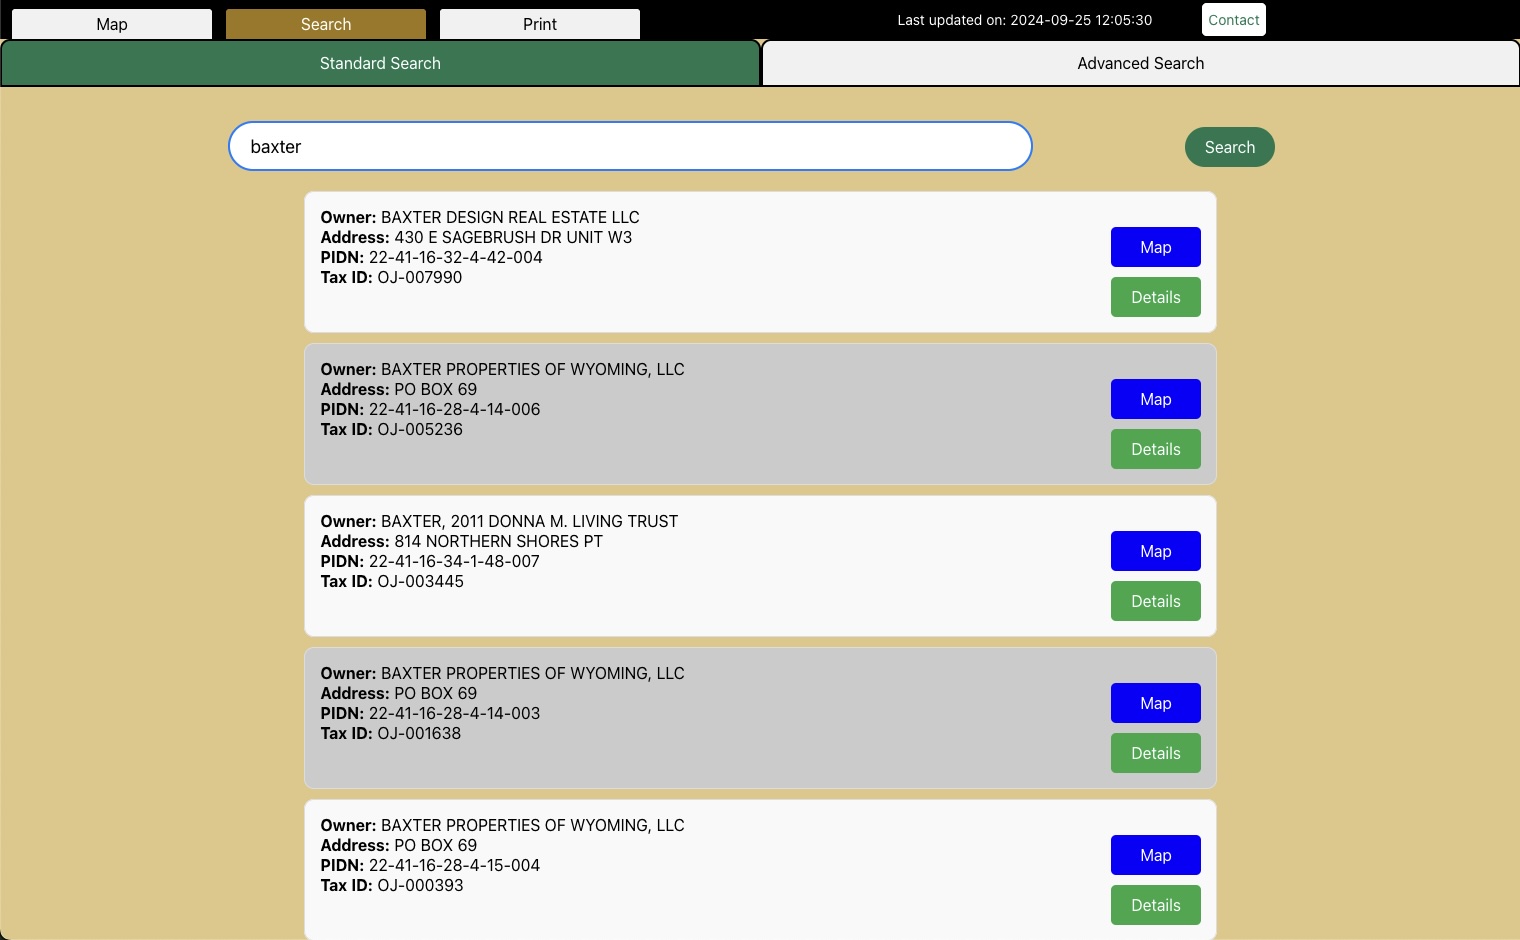 Map
Search
Print
Last updated on: 2024-09-25 12:05:30
Contact
Standard Search
Advanced Search
baxter
Search
Owner: BAXTER DESIGN REAL ESTATE LLC
Address: 430 E SAGEBRUSH DR UNIT W3
PIDN: 22-41-16-32-4-42-004
Tax ID: OJ-007990
Map
Details
Owner: BAXTER PROPERTIES OF WYOMING, LLC
Address: PO BOX 69
PIDN: 22-41-16-28-4-14-006
Tax ID: OJ-005236
Map
Details
Owner: BAXTER, 2011 DONNA M. LIVING TRUST
Address: 814 NORTHERN SHORES PT
PIDN: 22-41-16-34-1-48-007
Tax ID: OJ-003445
Map
Details
Owner: BAXTER PROPERTIES OF WYOMING, LLC
Address: PO BOX 69
PIDN: 22-41-16-28-4-14-003
Tax ID: OJ-001638
Map
Details
Owner: BAXTER PROPERTIES OF WYOMING, LLC
Address: PO BOX 69
PIDN: 22-41-16-28-4-15-004
Tax ID: OJ-000393
Map
Details